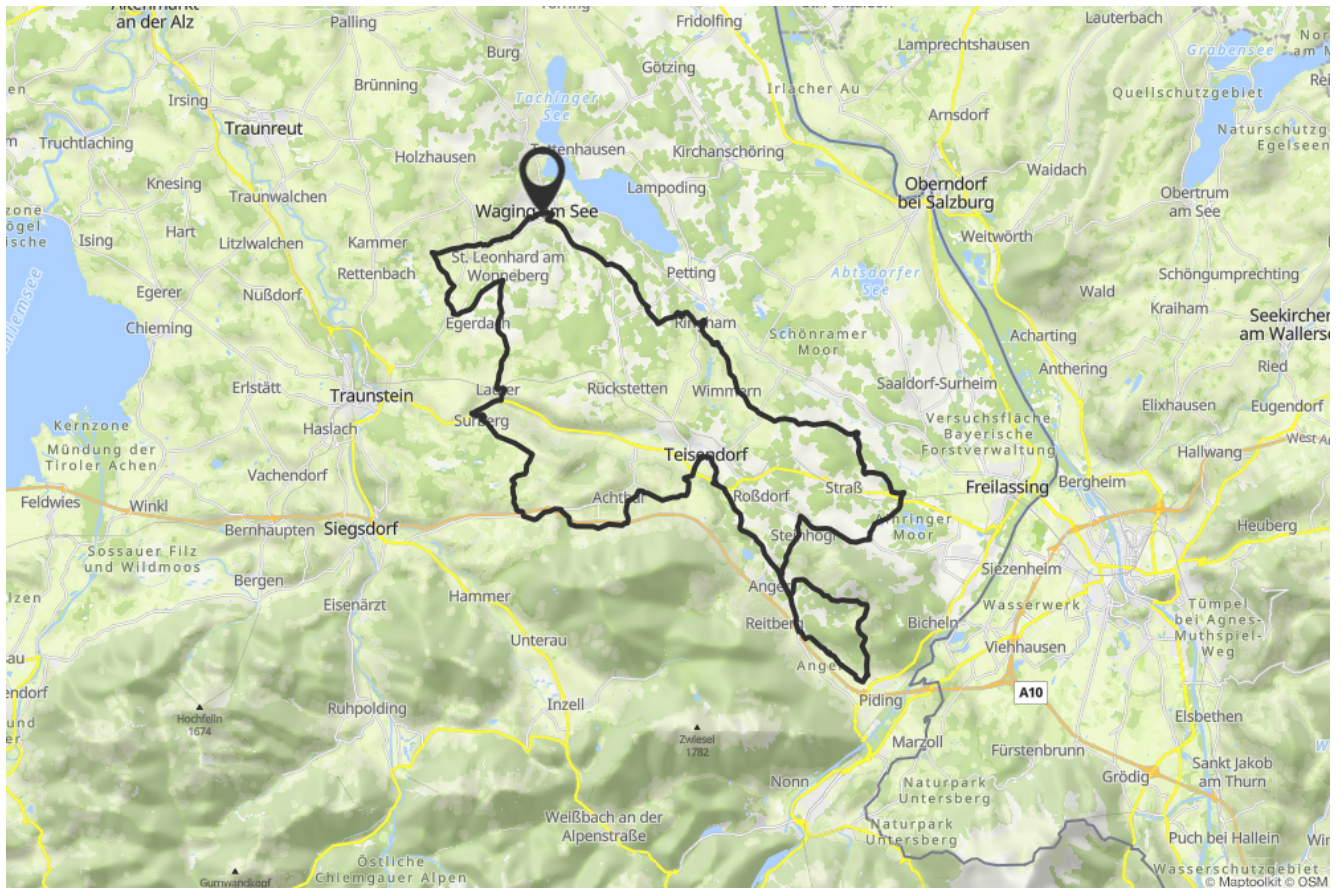 Altenmarkt
an der Alz
Palling
Fridolfing
Lauterbach
Burg
Lamprechtshausen
Grabensee
Götzing
Brünning
Irlacher Au
Quellschutzgebiet
Tachinger
See
Irsing
Arnsdorf
Traunreut
Truchtlaching
Holzhausen
Tettenhausen
Kirchanschöring
Naturschutzg
Egelseen
Waidach
Knesing
Traunwalchen
Lampoding
Oberndorf
bei Salzburg
Obertrum
am See
Waging am See
Ising
Hart
Litzlwalchen
Kammer
Weitwörth
St. Leonhard am
Wonneberg
Rettenbach
Petting
Abtsdorfer
See
Schöngumprechting
Egerer
Nußdorf
Wald
Kraiham
Seekirchen
am Wallerse
Chieming
Egerdach
Ringham
Schönramer
Moor
Acharting
Anthering
Ried
Erlstätt
Traunstein
Lauter
Rückstetten
Wimmern
Saaldorf-Surheim
Elixhausen
Eugendorf
Kernzone
Mündung der
Tiroler Achen
Haslach
Surberg
Versuchsfläche
Bayerische
Forstverwaltung
West Au
Hallwang
Teisendorf
Vachendorf
Bergheim
Feldwies
Winkl
Achthal
Roßdorf
Straß
Freilassing
Bernhaupten
Siegsdorf
Ainringer
Moor
Heuberg
Steinhögl
Sossauer Filz
und Wildmoos
Bergen
Siezenheim
Hammer
Anger
Wasserwerk
Eisenärzt
Tümpel
bei Agnes-
Muthspiel-
Weg
Reitberg
Bicheln
Unterau
Viehhausen
Anger
A10
Piding
Ruhpolding
Inzell
Hochfelln
1674
Elsbethen
Zwiesel
1782
Marzoll
Fürstenbrunn
Sankt Jakob
am Thurn
Grödig
Nonn
Naturpark
Untersberg
Weißbach an der
Alpenstraße
Naturpark
Untersberg
Puch bei Hallein
Östliche
Chiemgauer Alpen
Gurnwandkopf
Wasserschutzgebiet
© Maptoolkit © OSM